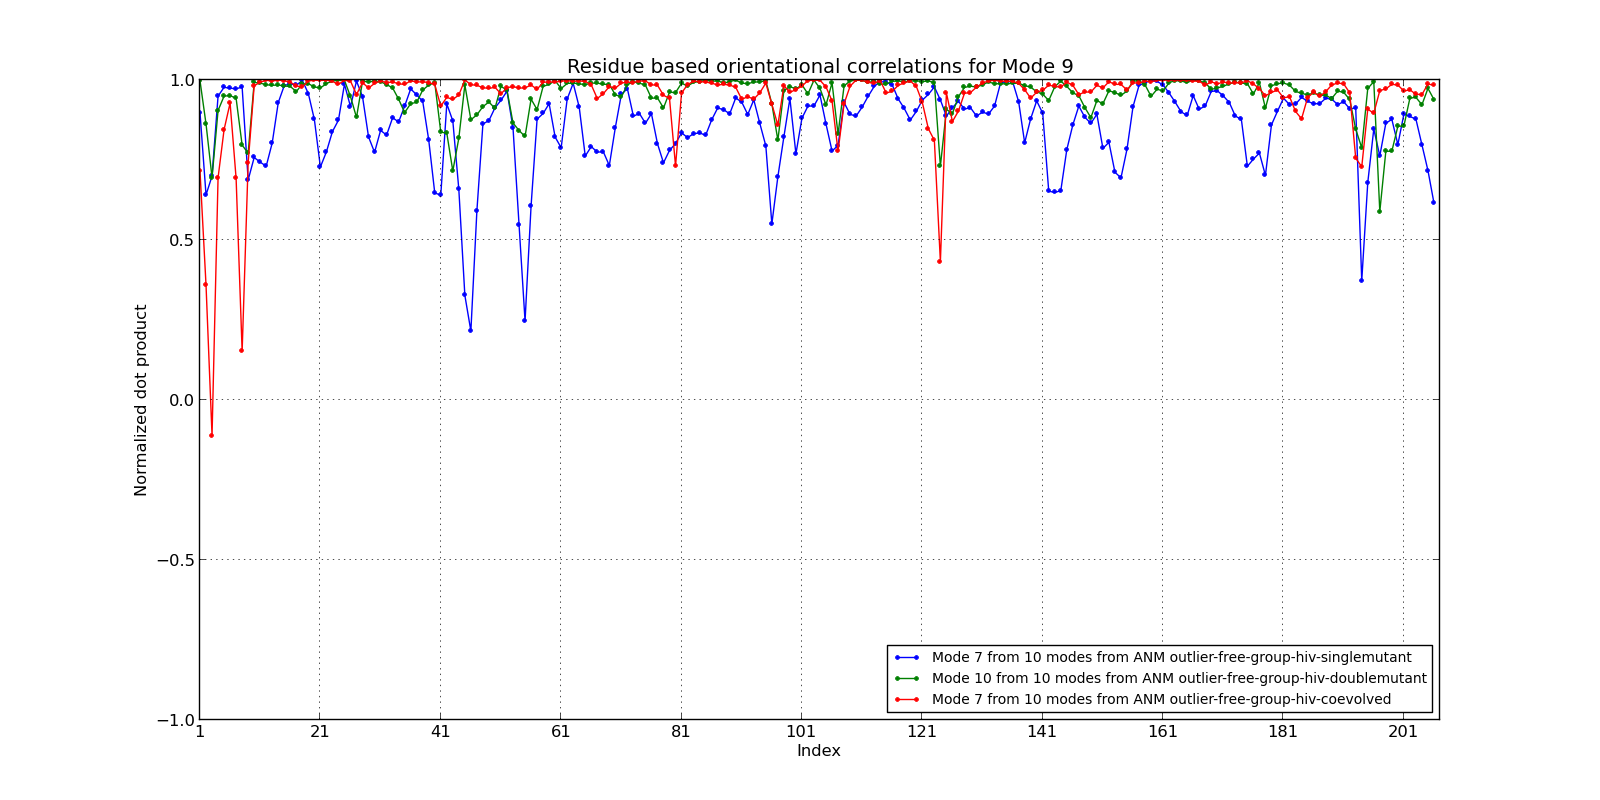 Residue based orientational correlations for Mode 9
1.0
0.5
0.0
−0.5
−1.0
Normalized dot product
Mode 7 from 10 modes from ANM outlier-free-group-hiv-singlemutant
Mode 10 from 10 modes from ANM outlier-free-group-hiv-doublemutant
Mode 7 from 10 modes from ANM outlier-free-group-hiv-coevolved
1 21 41 61 81 101 121 141 161 181 201
Index